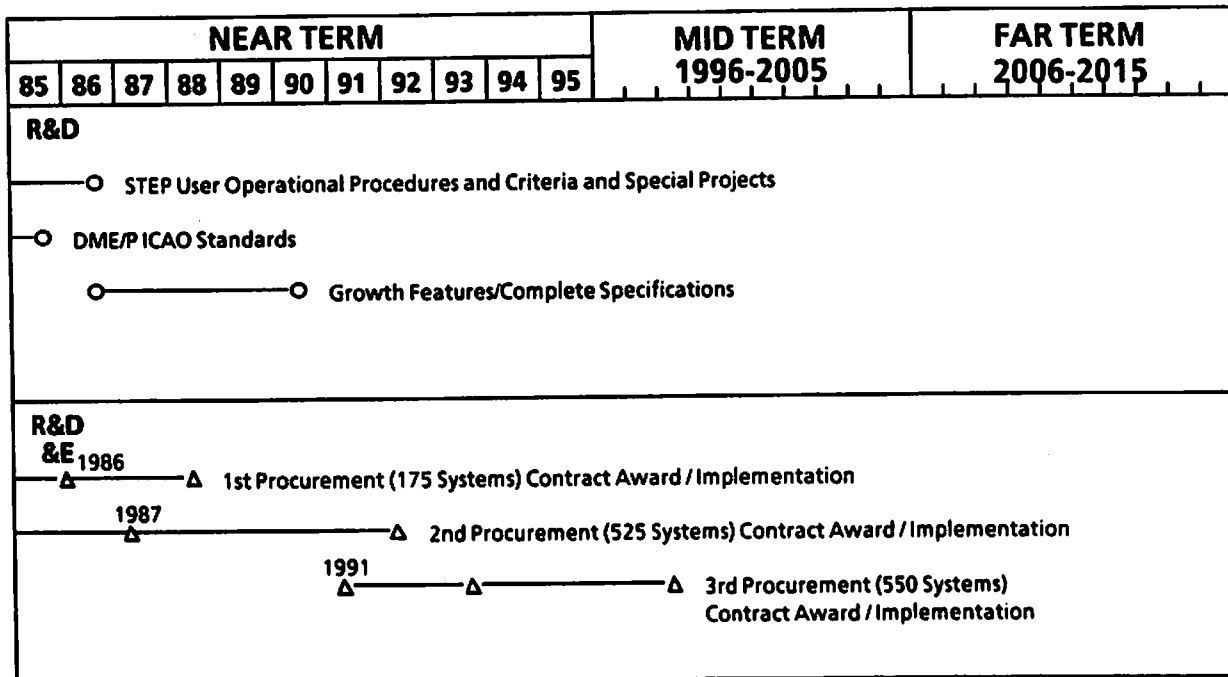 NEAR TERM
MID TERM
1996-2005
FAR TERM
2006-2015
85 86 87 88 89 90 91 92 93 94 95
R&D
STEP User Operational Procedures and Criteria and Special Projects
DME/P ICAO Standards
Growth Features/Complete Specifications
R&D
&E
1986
1st Procurement (175 Systems) Contract Award / Implementation
1987
2nd Procurement (525 Systems) Contract Award / Implementation
1991
3rd Procurement (550 Systems)
Contract Award / Implementation